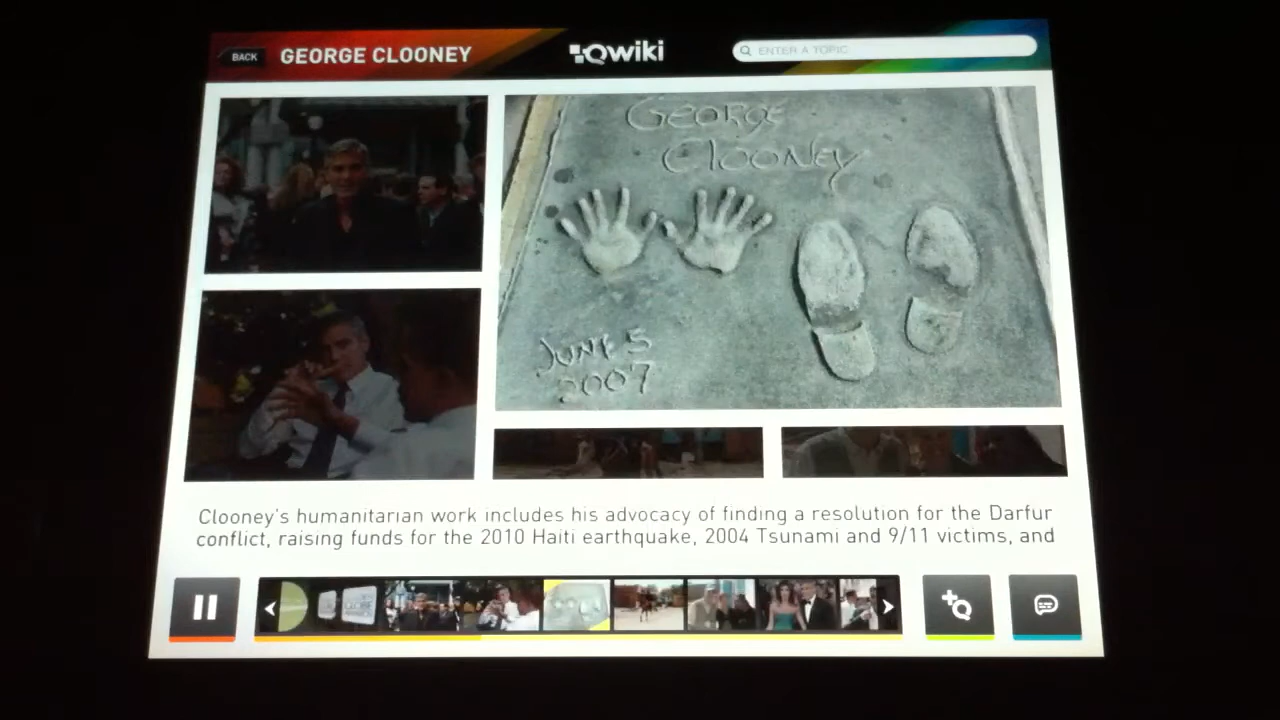 BACK
GEORGE CLOONEY
Qwiki
ENTER A TOPIC
GEORGE
CLOONEY
JUNE 5
2007
Clooney's humanitarian work includes his advocacy of finding a resolution for the Darfur
conflict, raising funds for the 2010 Haiti earthquake, 2004 Tsunami and 9/11 victims, and
+Q